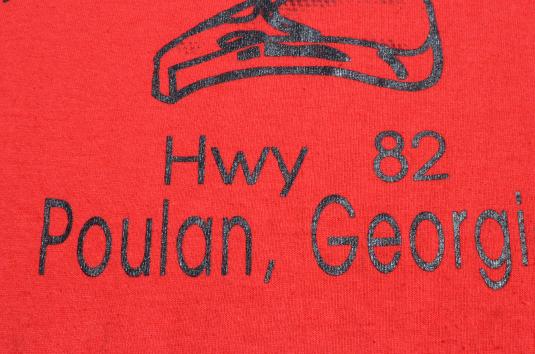 Hwy 82
Poulan, Georgi